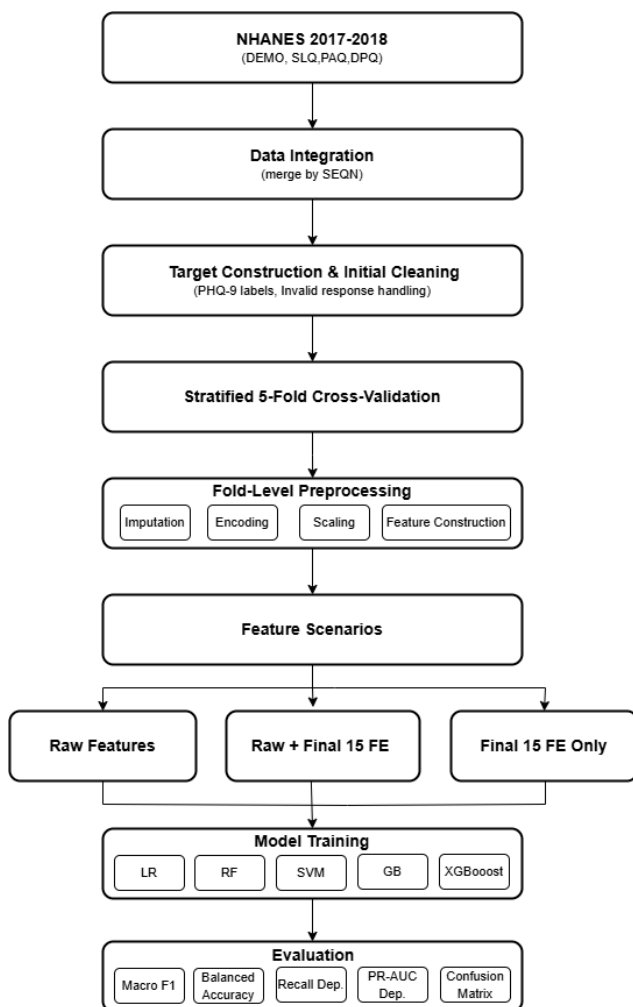 NHANES 2017-2018
(DEMO, SLQ,PAQ,DPQ)
Data Integration
(merge by SEQN)
Target Construction & Initial Cleaning
(PHQ-9 labels, Invalid response handling)
Stratified 5-Fold Cross-Validation
Fold-Level Preprocessing
Imputation Encoding Scaling Feature Construction
Feature Scenarios
Raw Features Raw + Final 15 FE Final 15 FE Only
Model Training
LR RF SVM GB XGBooost
Evaluation
Macro F1
Balanced
Accuracy
Recall Dep.
PR-AUC
Dep.
Confusion
Matrix